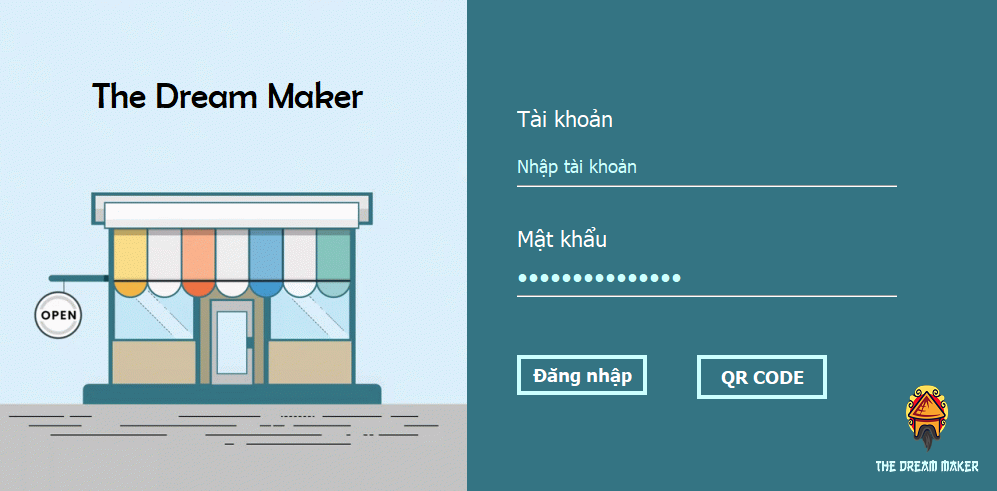 The Dream Maker
OPEN
Tài khoản
Nhập tài khoản
Mật khẩu
•••••••••••••••
Đăng nhập
QR CODE
THE DREAM MAKER